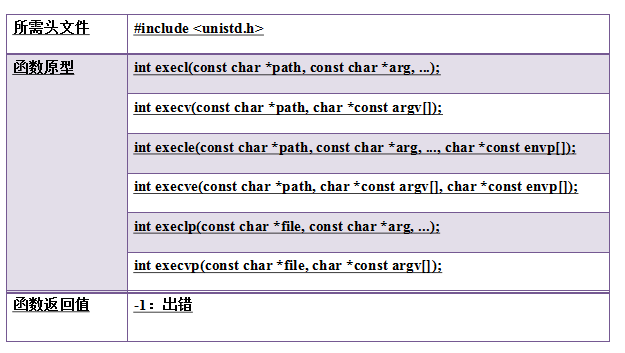 所需头文件
#include <unistd.h>
函数原型
int execl(const char *path, const char *arg, ...);
int execv(const char *path, char *const argv[]);
int execle(const char *path, const char *arg, ..., char *const envp[]);
int execve(const char *path, char *const argv[], char *const envp[]);
int execlp(const char *file, const char *arg, ...);
int execvp(const char *file, char *const argv[]);
函数返回值
-1：出错